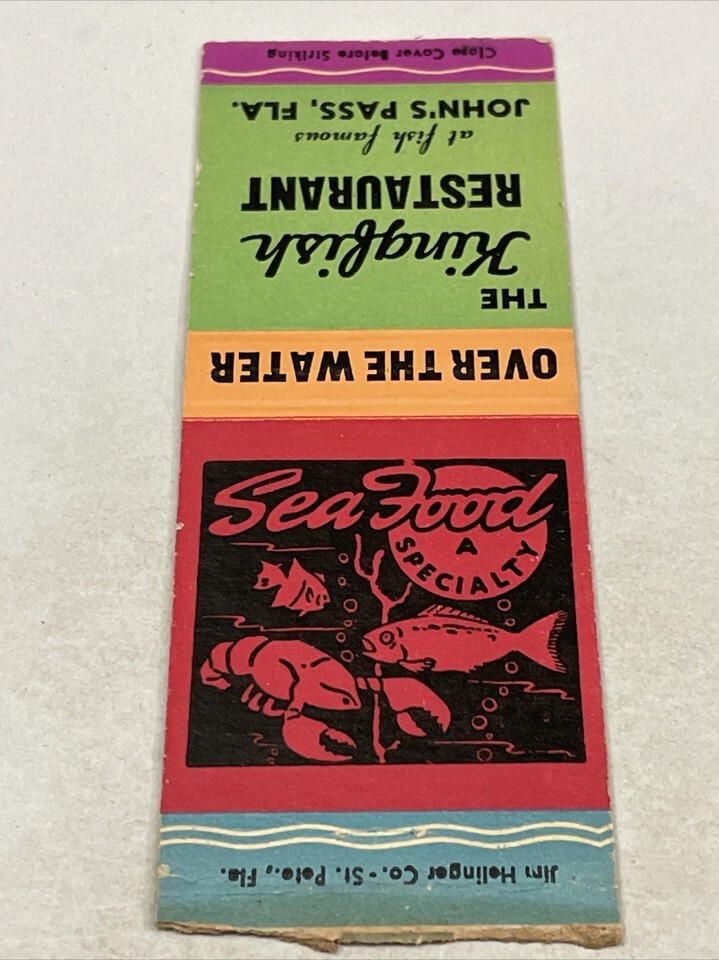 Close Cover Before Striking
THE
Kingfish
RESTAURANT
at fish famous
JOHN'S PASS, FLA.
OVER THE WATER
Sea Food
A
SPECIALTY
Jim Helinger Co. - St. Pete., Fla.